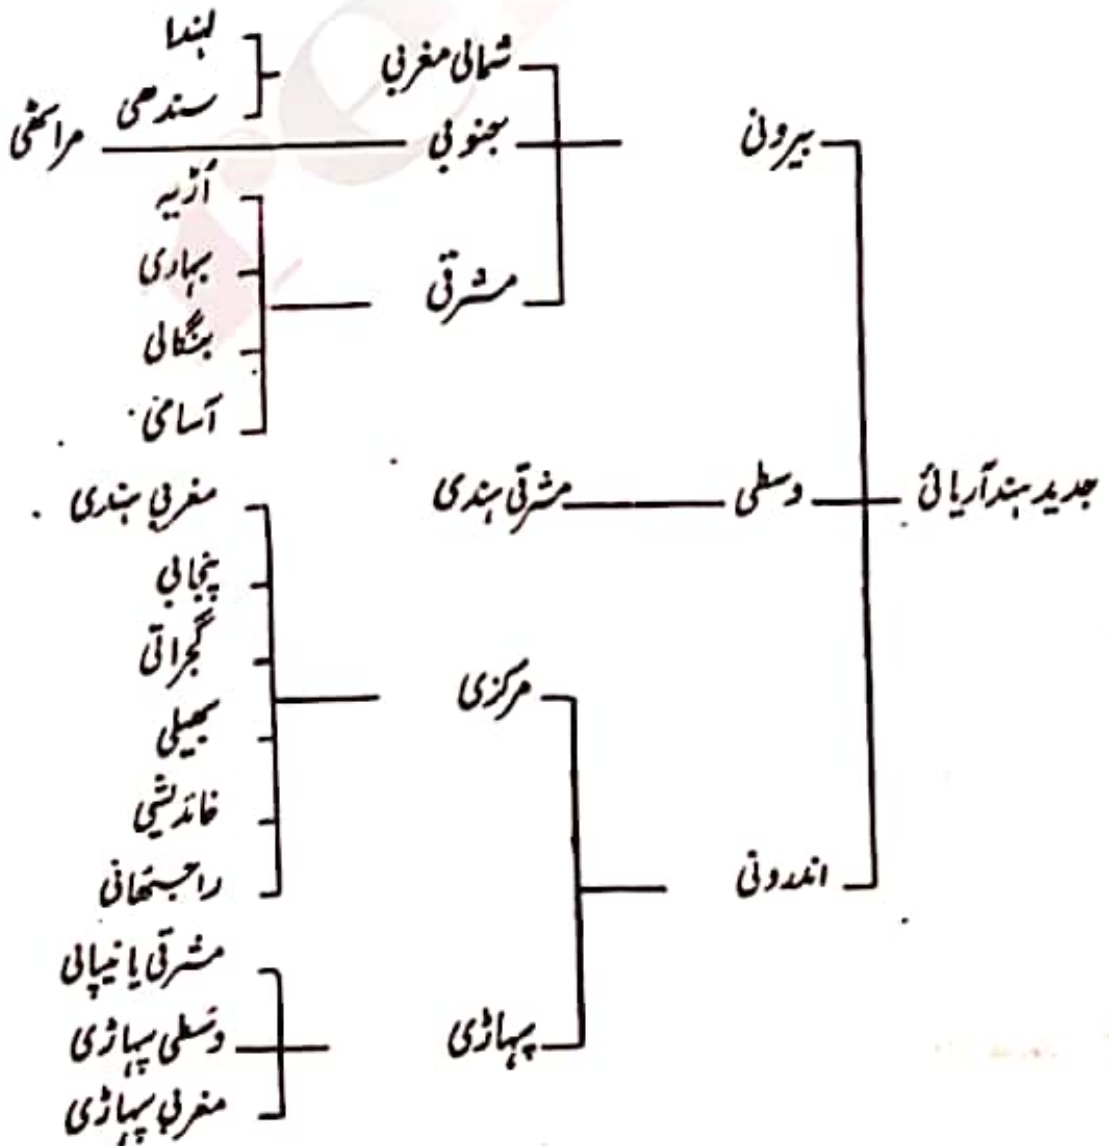 لہندا
شمالی مغربی
سندھی
بیرونی
جنوبی
مراٹھی
اڑیہ
بہاری
مشرقی
بنگالی
آسامی
جدید ہند آریائی
وسطی
مشرقی ہندی
مغربی ہندی
پنجابی
گجراتی
مرکزی
بھیلی
خاندیشی
اندرونی
راجستھانی
مشرقی یا نیپالی
پہاڑی
وسطی پہاڑی
مغربی پہاڑی